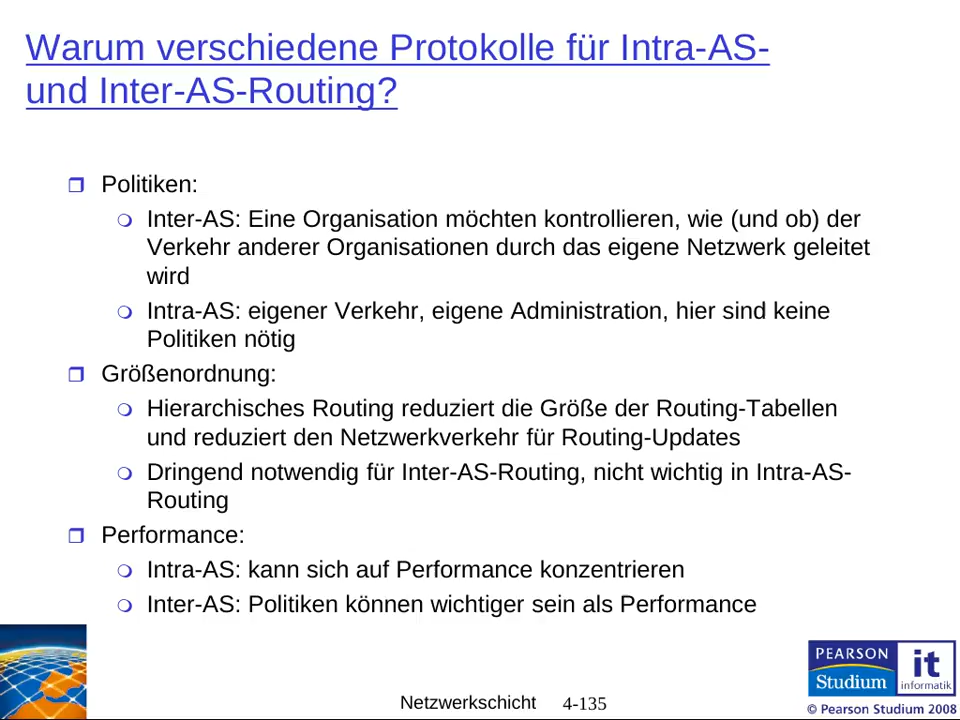 Warum verschiedene Protokolle für Intra-AS-
und Inter-AS-Routing?
Politiken:
Inter-AS: Eine Organisation möchten kontrollieren, wie (und ob) der
Verkehr anderer Organisationen durch das eigene Netzwerk geleitet
wird
Intra-AS: eigener Verkehr, eigene Administration, hier sind keine
Politiken nötig
Größenordnung:
Hierarchisches Routing reduziert die Größe der Routing-Tabellen
und reduziert den Netzwerkverkehr für Routing-Updates
Dringend notwendig für Inter-AS-Routing, nicht wichtig in Intra-AS-
Routing
Performance:
Intra-AS: kann sich auf Performance konzentrieren
Inter-AS: Politiken können wichtiger sein als Performance
Netzwerkschicht 4-135
PEARSON
Studium
it
informatik
© Pearson Studium 2008